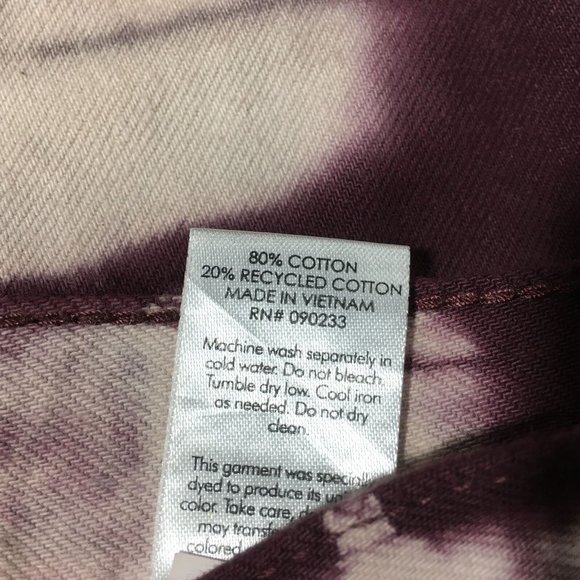 80% COTTON
20% RECYCLED COTTON
MADE IN VIETNAM
RN# 090233
Machine wash separately in
cold water. Do not bleach.
Tumble dry low. Cool iron
as needed. Do not dry
clean.
This garment was
dyed to produce its
color. Take care,
may
colored